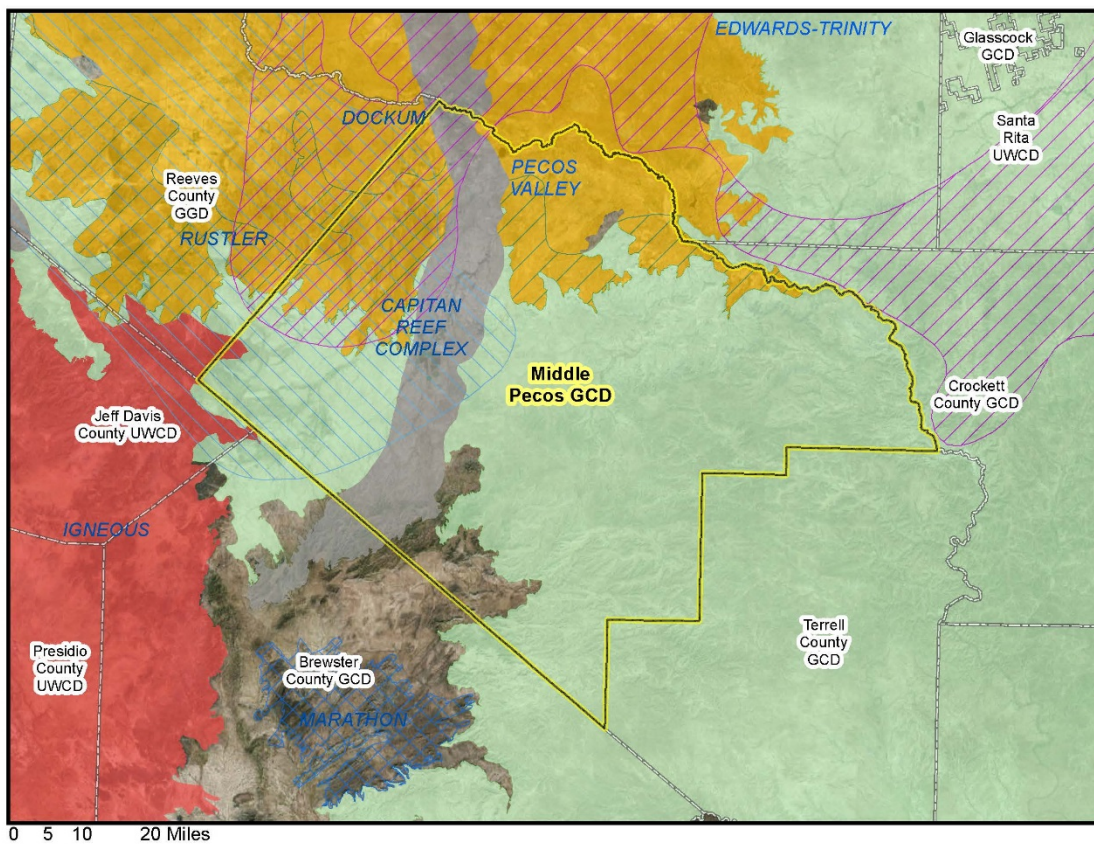 EDWARDS-TRINITY
Glasscock
GCD
DOCKUM
Santa
Rita
UWCD
PECOS
VALLEY
Reeves
County
GGD
RUSTLER
CAPITAN
REEF
COMPLEX
Middle
Pecos GCD
Crockett
County GCD
Jeff Davis
County UWCD
IGNEOUS
Terrell
County
GCD
Presidio
County
UWCD
Brewster
County GCD
MARATHON
0 5 10 20 Miles